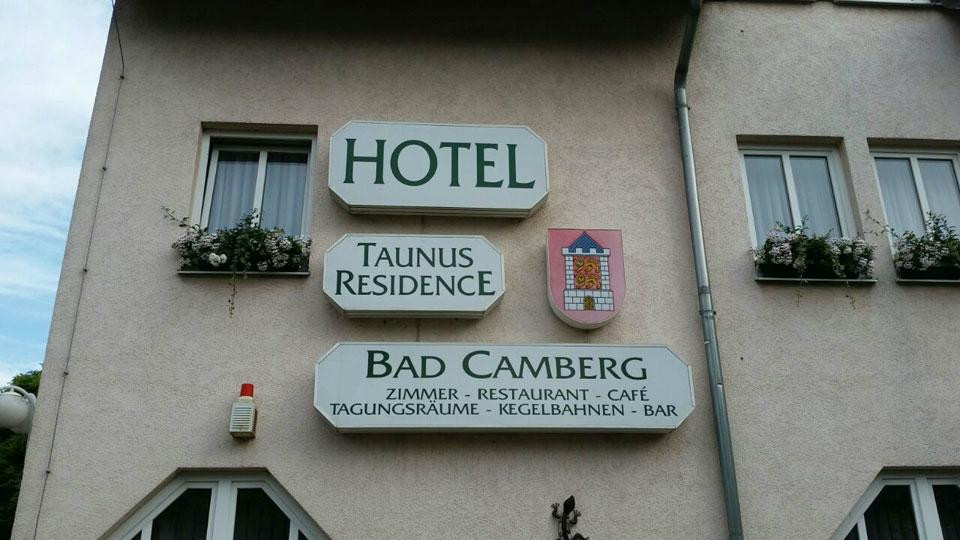 HOTEL
TAUNUS
RESIDENCE
BAD CAMBERG
ZIMMER - RESTAURANT - CAFÉ
TAGUNGSRÄUME - KEGELBAHNEN - BAR